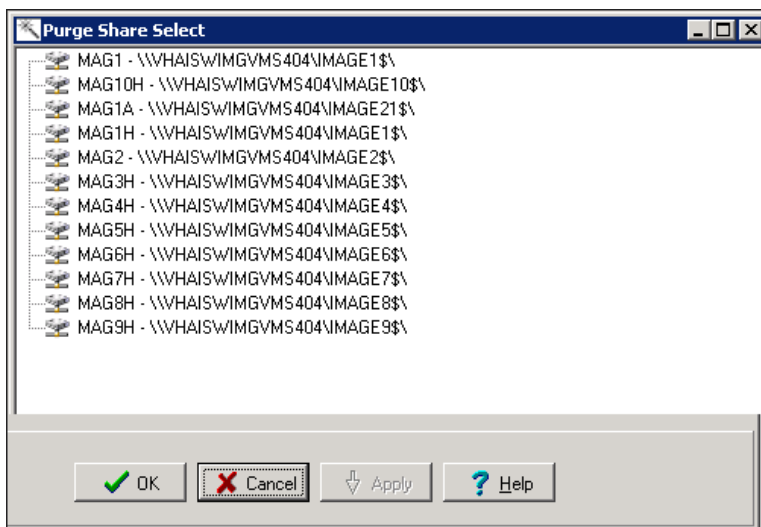 Purge Share Select
MAG1 - \\VHAISWIMGVMS404\IMAGE1$\
MAG10H - \\VHAISWIMGVMS404\IMAGE10$\
MAG1A - \\VHAISWIMGVMS404\IMAGE21$\
MAG1H - \\VHAISWIMGVMS404\IMAGE1$\
MAG2 - \\VHAISWIMGVMS404\IMAGE2$\
MAG3H - \\VHAISWIMGVMS404\IMAGE3$\
MAG4H - \\VHAISWIMGVMS404\IMAGE4$\
MAG5H - \\VHAISWIMGVMS404\IMAGE5$\
MAG6H - \\VHAISWIMGVMS404\IMAGE6$\
MAG7H - \\VHAISWIMGVMS404\IMAGE7$\
MAG8H - \\VHAISWIMGVMS404\IMAGE8$\
MAG9H - \\VHAISWIMGVMS404\IMAGE9$\
OK Cancel Apply Help